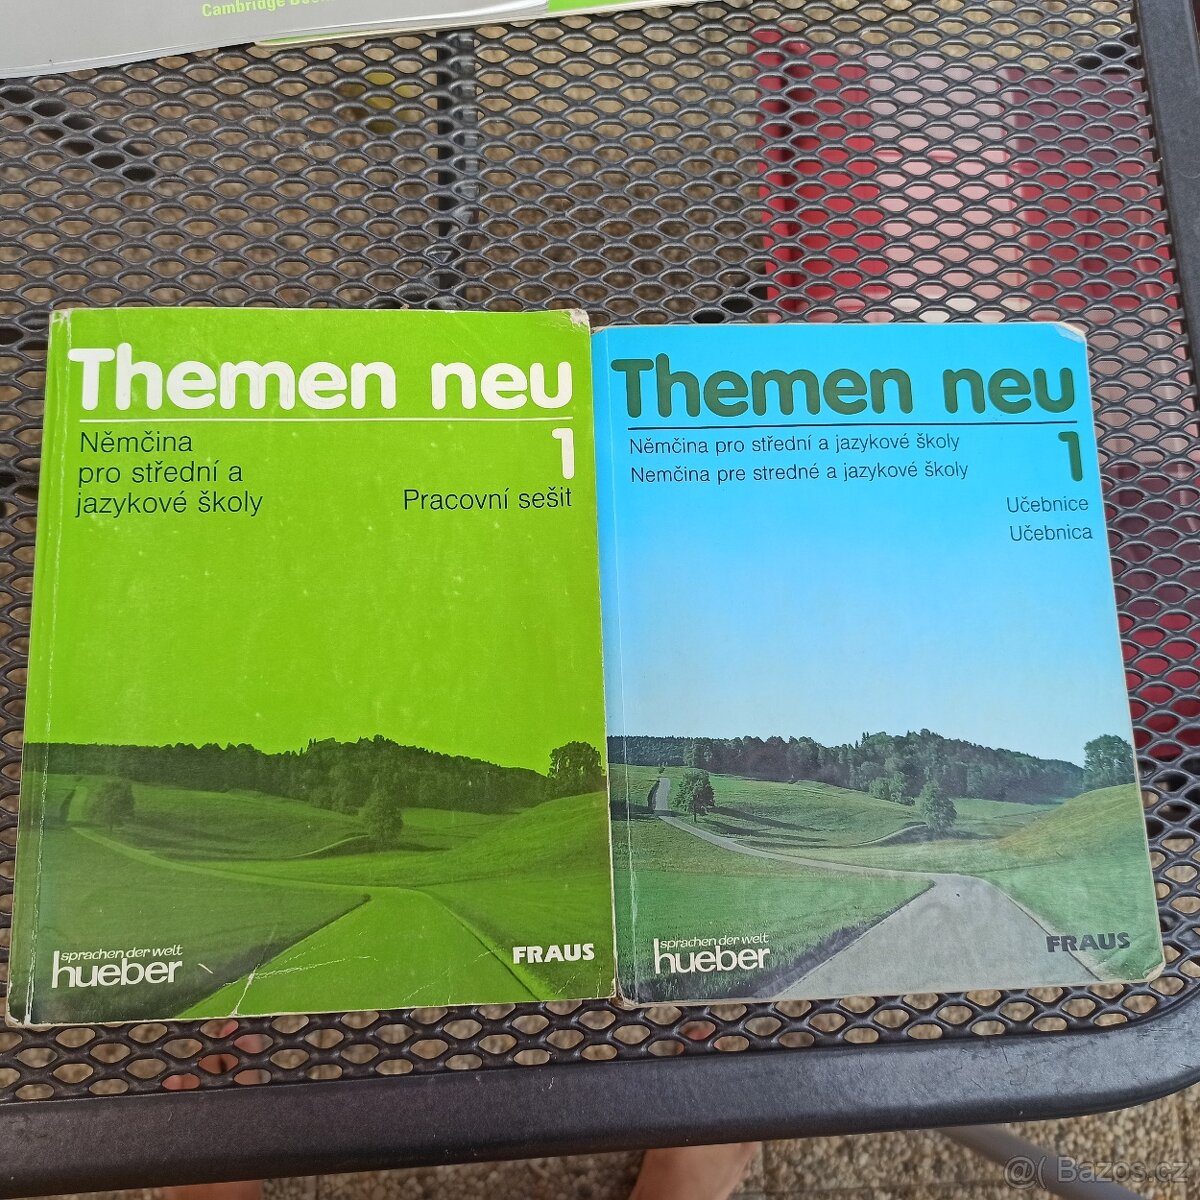 Cambridge
Themen neu
1
Němčina
pro střední a
jazykové školy
Pracovní sešit
sprachen der welt
hueber
FRAUS
Themen neu
1
Němčina pro střední a jazykové školy
Nemčina pre stredné a jazykové školy
Učebnice
Učebnica
sprachen der welt
hueber
FRAUS
@( Bazos.cz